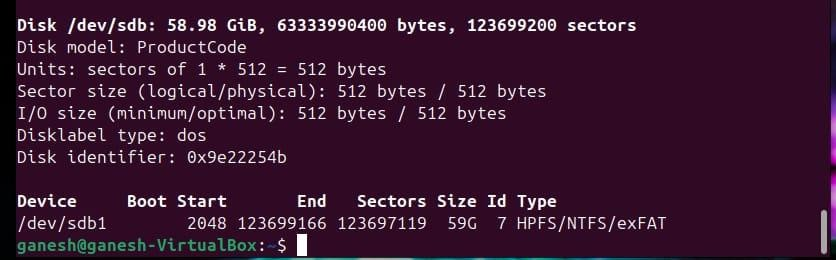 Disk /dev/sdb: 58.98 GiB, 63333990400 bytes, 123699200 sectors
Disk model: ProductCode
Units: sectors of 1 * 512 = 512 bytes
Sector size (logical/physical): 512 bytes / 512 bytes
I/O size (minimum/optimal): 512 bytes / 512 bytes
Disklabel type: dos
Disk identifier: 0x9e22254b
Device     Boot Start       End   Sectors Size Id Type
/dev/sdb1        2048 123699166 123697119  59G  7 HPFS/NTFS/exFAT
ganesh@ganesh-VirtualBox:~$